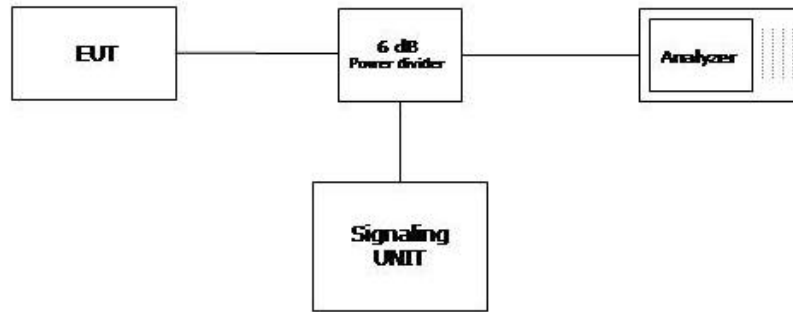 EUT
6 dB
Power divider
Analyzer
Signaling
UNIT